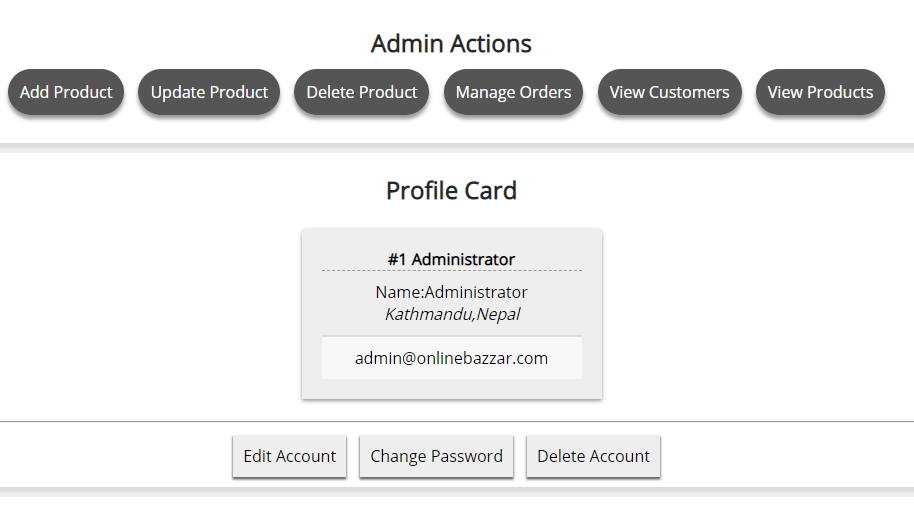 Admin Actions
Add Product Update Product Delete Product Manage Orders View Customers View Products
Profile Card
#1 Administrator
Name:Administrator
Kathmandu,Nepal
admin@onlinebazzar.com
Edit Account Change Password Delete Account